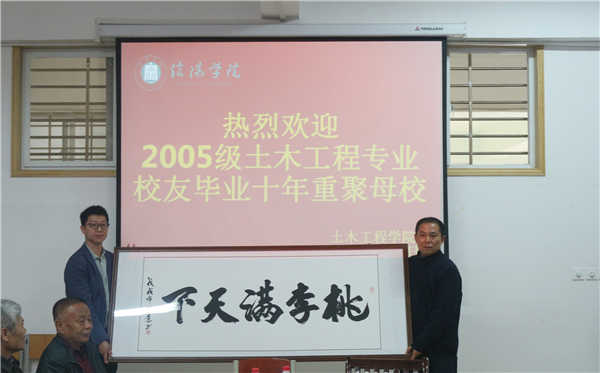 信阳学院
热烈欢迎
2005级土木工程专业
校友毕业十年重聚母校
土木工程学院
桃李满天下